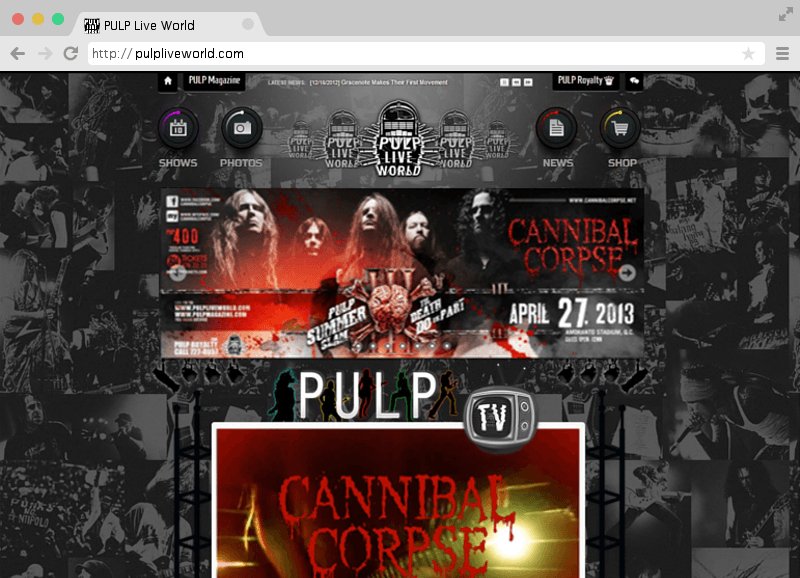 PULP Live World
http:// pulpliveworld.com
PULP Magazine
LATEST NEWS: [12/10/2012] Gracenote Makes Their First Movement
PULP Royalty
SHOWS
PHOTOS
PULP
LIVE
WORLD
NEWS
SHOP
WWW.CANNIBALCORPSE.NET
400
CANNIBAL
CORPSE
WWW.PULPLIVEWORLD.COM
WWW.PULPMAGAZINE.COM
PULP
SUMMER
SLAM
XIII
TIL
DEATH
DO US PART
APRIL 27. 2013
AMORANTO STADIUM, Q.C.
PULP ROYALTY
CALL 727-4957
PULP
TV
CANNIBAL
CORPSE